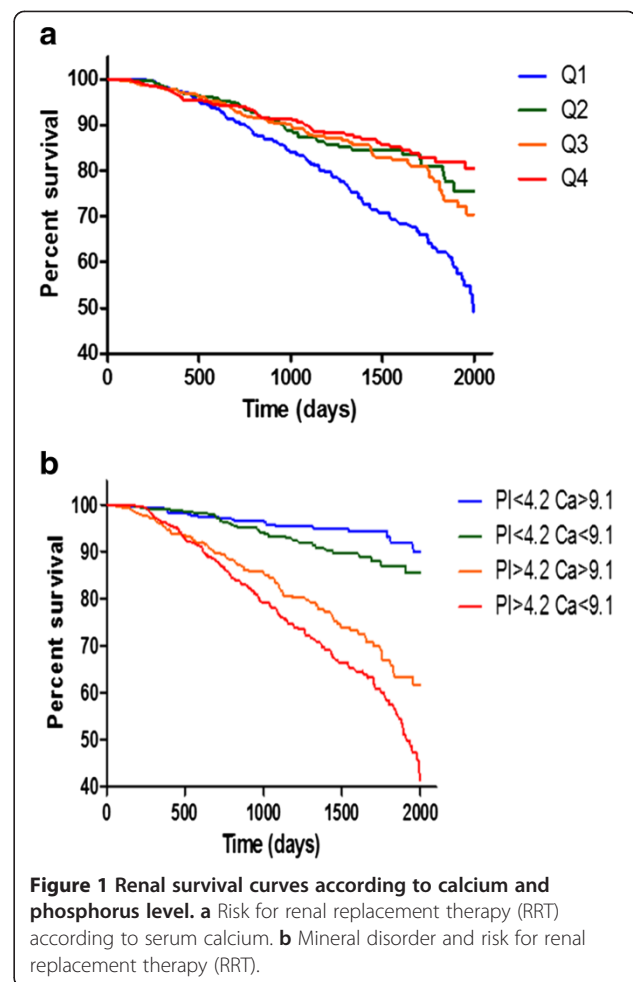 a
100
90
80
70
60
50
40
Percent survival
0
500
1000
1500
2000
Time (days)
Q1
Q2
Q3
Q4
b
100
90
80
70
60
50
40
Percent survival
0
500
1000
1500
2000
Time (days)
PI<4.2 Ca>9.1
PI<4.2 Ca<9.1
PI>4.2 Ca>9.1
PI>4.2 Ca<9.1
Figure 1 Renal survival curves according to calcium and
phosphorus level. a Risk for renal replacement therapy (RRT)
according to serum calcium. b Mineral disorder and risk for renal
replacement therapy (RRT).